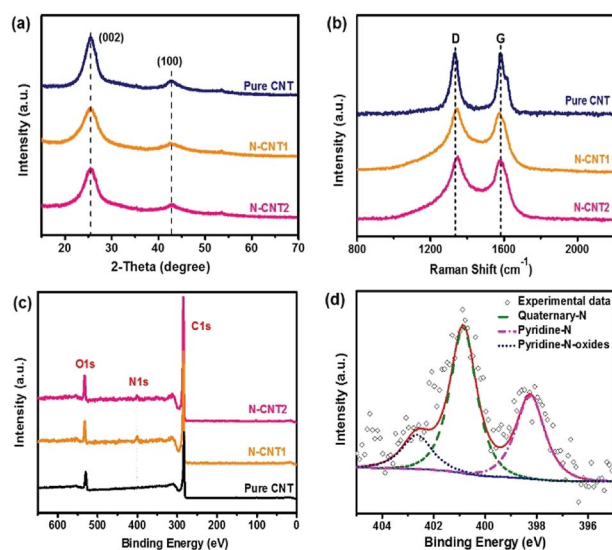 (a)
(002)
(100)
Pure CNT
N-CNT1
N-CNT2
Intensity (a.u.)
20 30 40 50 60 70
2-Theta (degree)
(b)
D G
Pure CNT
N-CNT1
N-CNT2
Intensity (a.u.)
800 1200 1600 2000
Raman Shift (cm-1)
(c)
C1s
O1s
N1s
N-CNT2
N-CNT1
Pure CNT
Intensity (a.u.)
600 500 400 300 200 100 0
Binding Energy (eV)
(d)
Experimental data
Quaternary-N
Pyridine-N
Pyridine-N-oxides
Intensity (a.u.)
404 402 400 398 396
Binding Energy (eV)